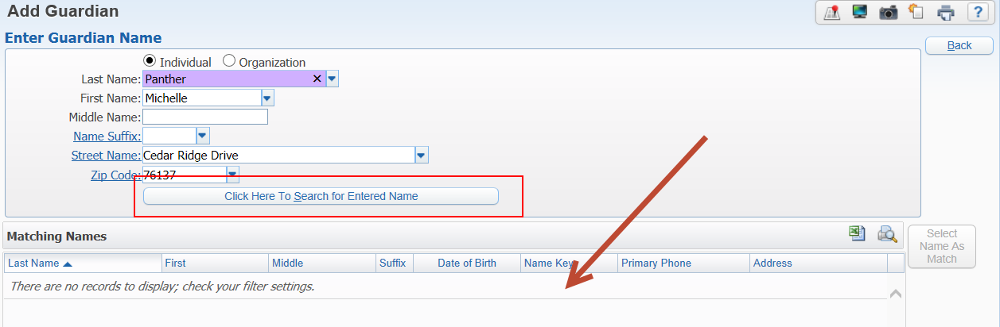 Add Guardian
?
Enter Guardian Name
Back
Individual Organization
Last Name: Panther
First Name: Michelle
Middle Name:
Name Suffix:
Street Name: Cedar Ridge Drive
Zip Code: 76137
Click Here To Search for Entered Name
Matching Names
Select
Name As
Match
Last Name First Middle Suffix Date of Birth Name Key Primary Phone Address
There are no records to display; check your filter settings.